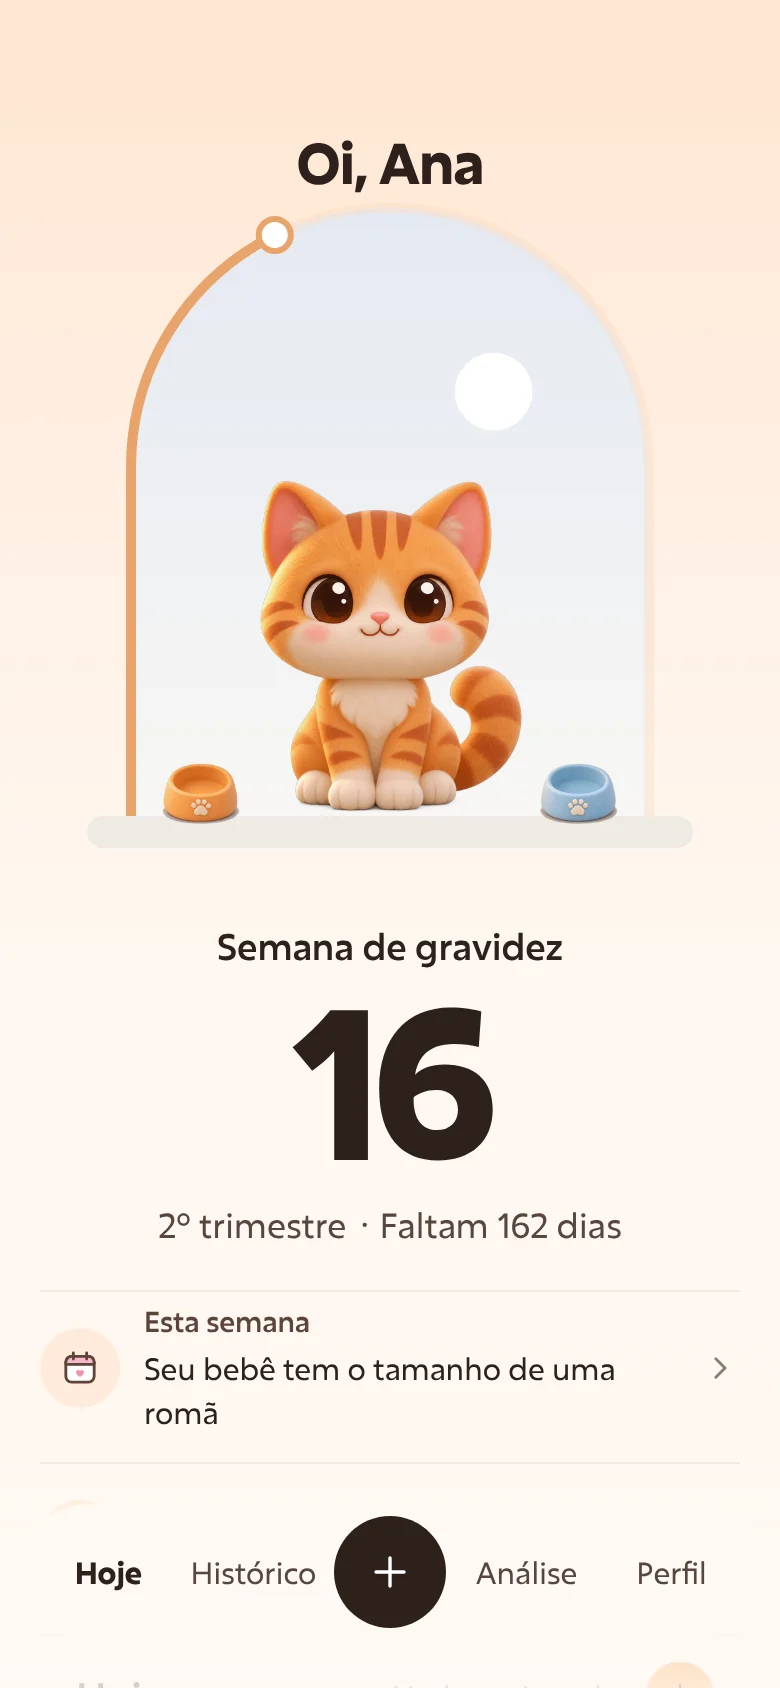 Oi, Ana
Semana de gravidez
16
2º trimestre · Faltam 162 dias
Esta semana
Seu bebê tem o tamanho de uma
romã
Hoje Histórico Análise Perfil